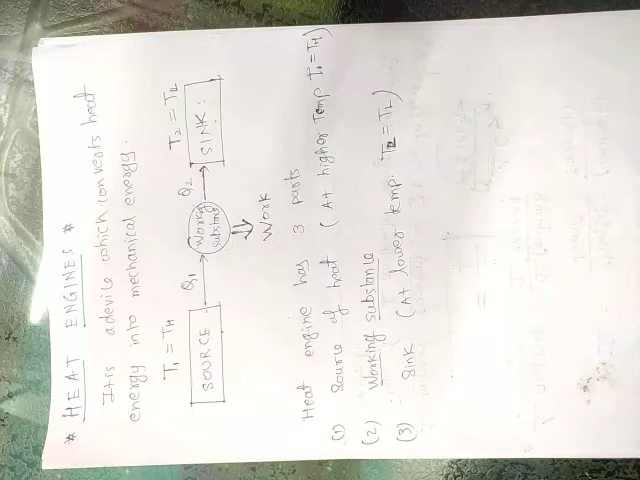 * HEAT ENGINES *
It is a device which converts heat
energy into mechanical energy.
T1 = TH T2 = TL
SOURCE Q1 Working substance Q2 SINK
Work
Heat engine has 3 parts
(1) Source of heat (At higher Temp T1 = TH)
(2) Working substance
(3) Sink (At lower temp. T2 = TL)